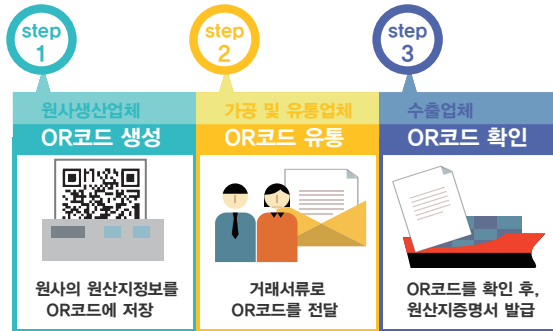 step
1
원사생산업체
OR코드 생성
원사의 원산지정보를
OR코드에 저장
step
2
가공 및 유통업체
OR코드 유통
거래서류로
OR코드를 전달
step
3
수출업체
OR코드 확인
OR코드를 확인 후,
원산지증명서 발급